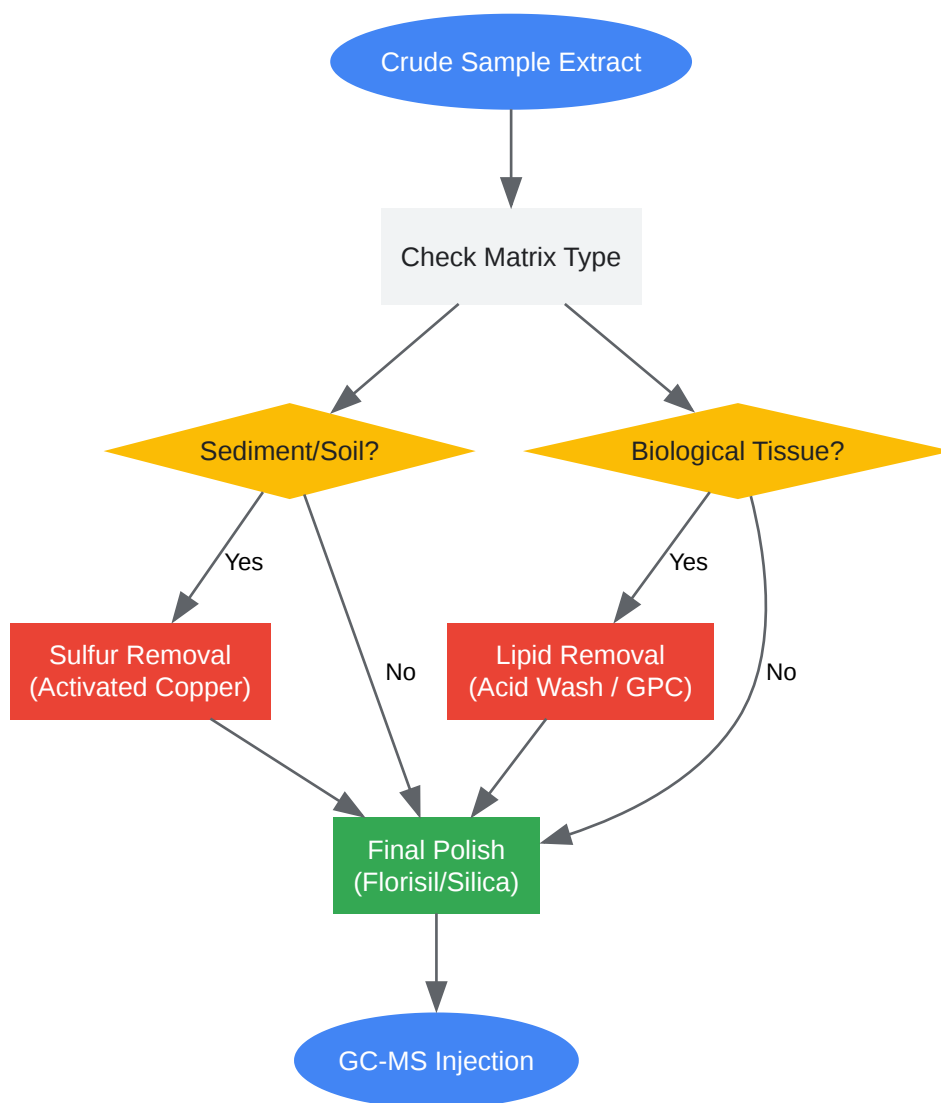 Crude Sample Extract
Check Matrix Type
Sediment/Soil?
Biological Tissue?
Yes
Yes
Sulfur Removal
(Activated Copper)
No
Lipid Removal
(Acid Wash / GPC)
No
Final Polish
(Florisil/Silica)
GC-MS Injection